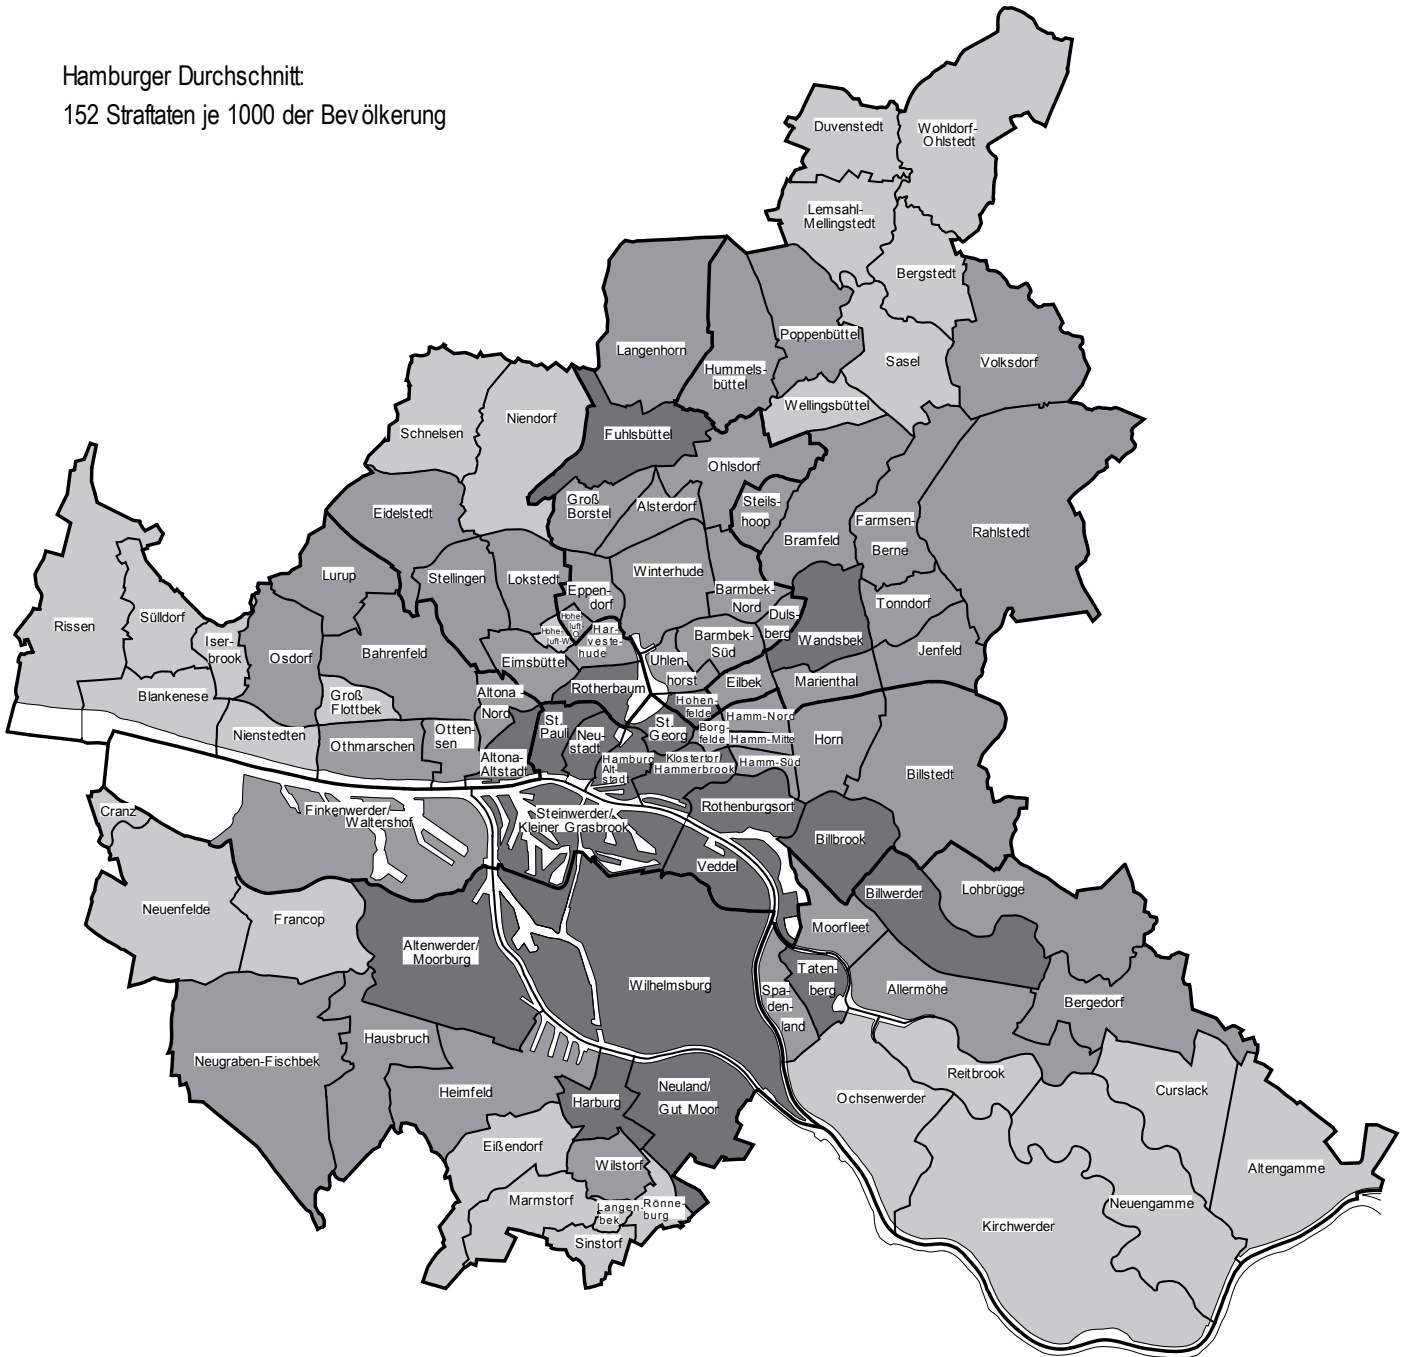 Hamburger Durchschnitt:
152 Straftaten je 1000 der Bevölkerung
Duvenstedt
Wohldorf-
Ohlstedt
Lemsahl-
Mellingstedt
Bergstedt
Poppenbüttel
Langenhorn
Hummels-
büttel
Sasel
Volksdorf
Wellingsbüttel
Niendorf
Schnelsen
Fuhlsbüttel
Ohlsdorf
Groß
Borstel
Alsterdorf
Steils-
hoop
Eidelstedt
Bramfeld
Farmsen-
Berne
Rahlstedt
Lurup
Stellingen
Lokstedt
Winterhude
Eppen-
dorf
Barmbek-
Nord
Duls-
berg
Tonndorf
Wandsbek
Rissen
Sülldorf
Iser-
brook
Osdorf
Bahrenfeld
Hohe-
luft-W.
Hohe-
luft-
O.
Har-
veste-
hude
Barmbek-
Süd
Jenfeld
Eimsbüttel
Uhlen-
horst
Eilbek
Marienthal
Blankenese
Groß
Flottbek
Altona -
Nord
Rotherbaum
Hohen-
felde
Nienstedten
Othmarschen
Otten-
sen
St.
Pauli
Neu-
stadt
St.
Georg
Borg-
felde
Hamm-Nord
Hamm-Mitte
Hamm-Süd
Horn
Billstedt
Altona-
Altstadt
Hamburg
Alt-
stadt
Klostertor
Hammerbrook
Rothenburgsort
Cranz
Finkenwerder/
Waltershof
Steinwerder/
Kleiner Grasbrook
Billbrook
Veddel
Billwerder
Lohbrügge
Neuenfelde
Francop
Moorfleet
Altenwerder/
Moorburg
Wilhelmsburg
Spa-
den-
land
Taten-
berg
Allermöhe
Bergedorf
Neugraben-Fischbek
Hausbruch
Heimfeld
Harburg
Neuland/
Gut Moor
Reitbrook
Ochsenwerder
Curslack
Eißendorf
Wilstorf
Altengamme
Marmstorf
Langen-
bek
Rönne-
burg
Neuengamme
Kirchwerder
Sinstorf